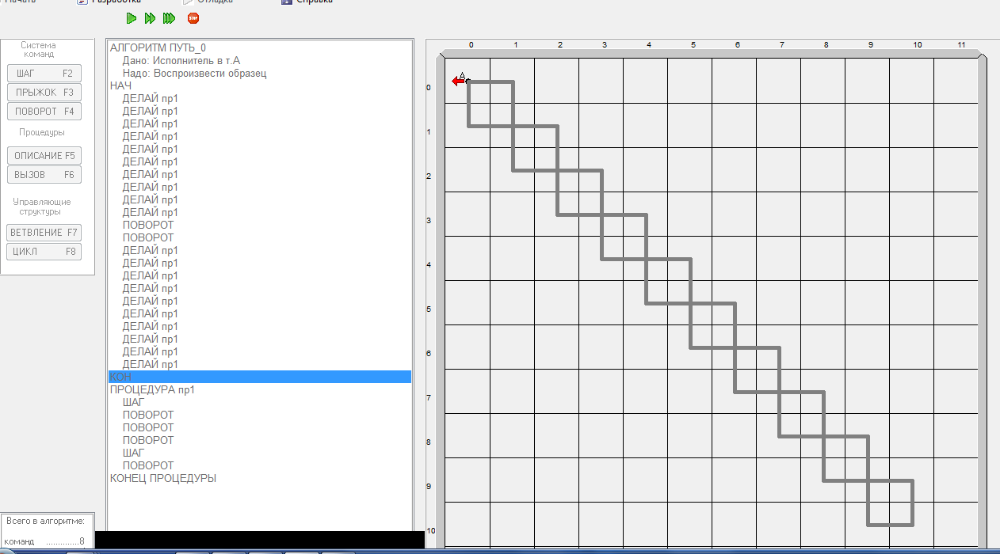 Начать Разработка Отладка Справка
STOP
Система
команд
ШАГ F2
ПРЫЖОК F3
ПОВОРОТ F4
Процедуры
ОПИСАНИЕ F5
ВЫЗОВ F6
Управляющие
структуры
ВЕТВЛЕНИЕ F7
ЦИКЛ F8
Всего в алгоритме:
команд ..............8
АЛГОРИТМ ПУТЬ_0
Дано: Исполнитель в т.А
Надо: Воспроизвести образец
НАЧ
ДЕЛАЙ пр1
ДЕЛАЙ пр1
ДЕЛАЙ пр1
ДЕЛАЙ пр1
ДЕЛАЙ пр1
ДЕЛАЙ пр1
ДЕЛАЙ пр1
ДЕЛАЙ пр1
ДЕЛАЙ пр1
ДЕЛАЙ пр1
ПОВОРОТ
ПОВОРОТ
ДЕЛАЙ пр1
ДЕЛАЙ пр1
ДЕЛАЙ пр1
ДЕЛАЙ пр1
ДЕЛАЙ пр1
ДЕЛАЙ пр1
ДЕЛАЙ пр1
ДЕЛАЙ пр1
ДЕЛАЙ пр1
ДЕЛАЙ пр1
КОН
ПРОЦЕДУРА пр1
ШАГ
ПОВОРОТ
ПОВОРОТ
ПОВОРОТ
ШАГ
ПОВОРОТ
КОНЕЦ ПРОЦЕДУРЫ
0 1 2 3 4 5 6 7 8 9 10 11
А
0
1
2
3
4
5
6
7
8
9
10